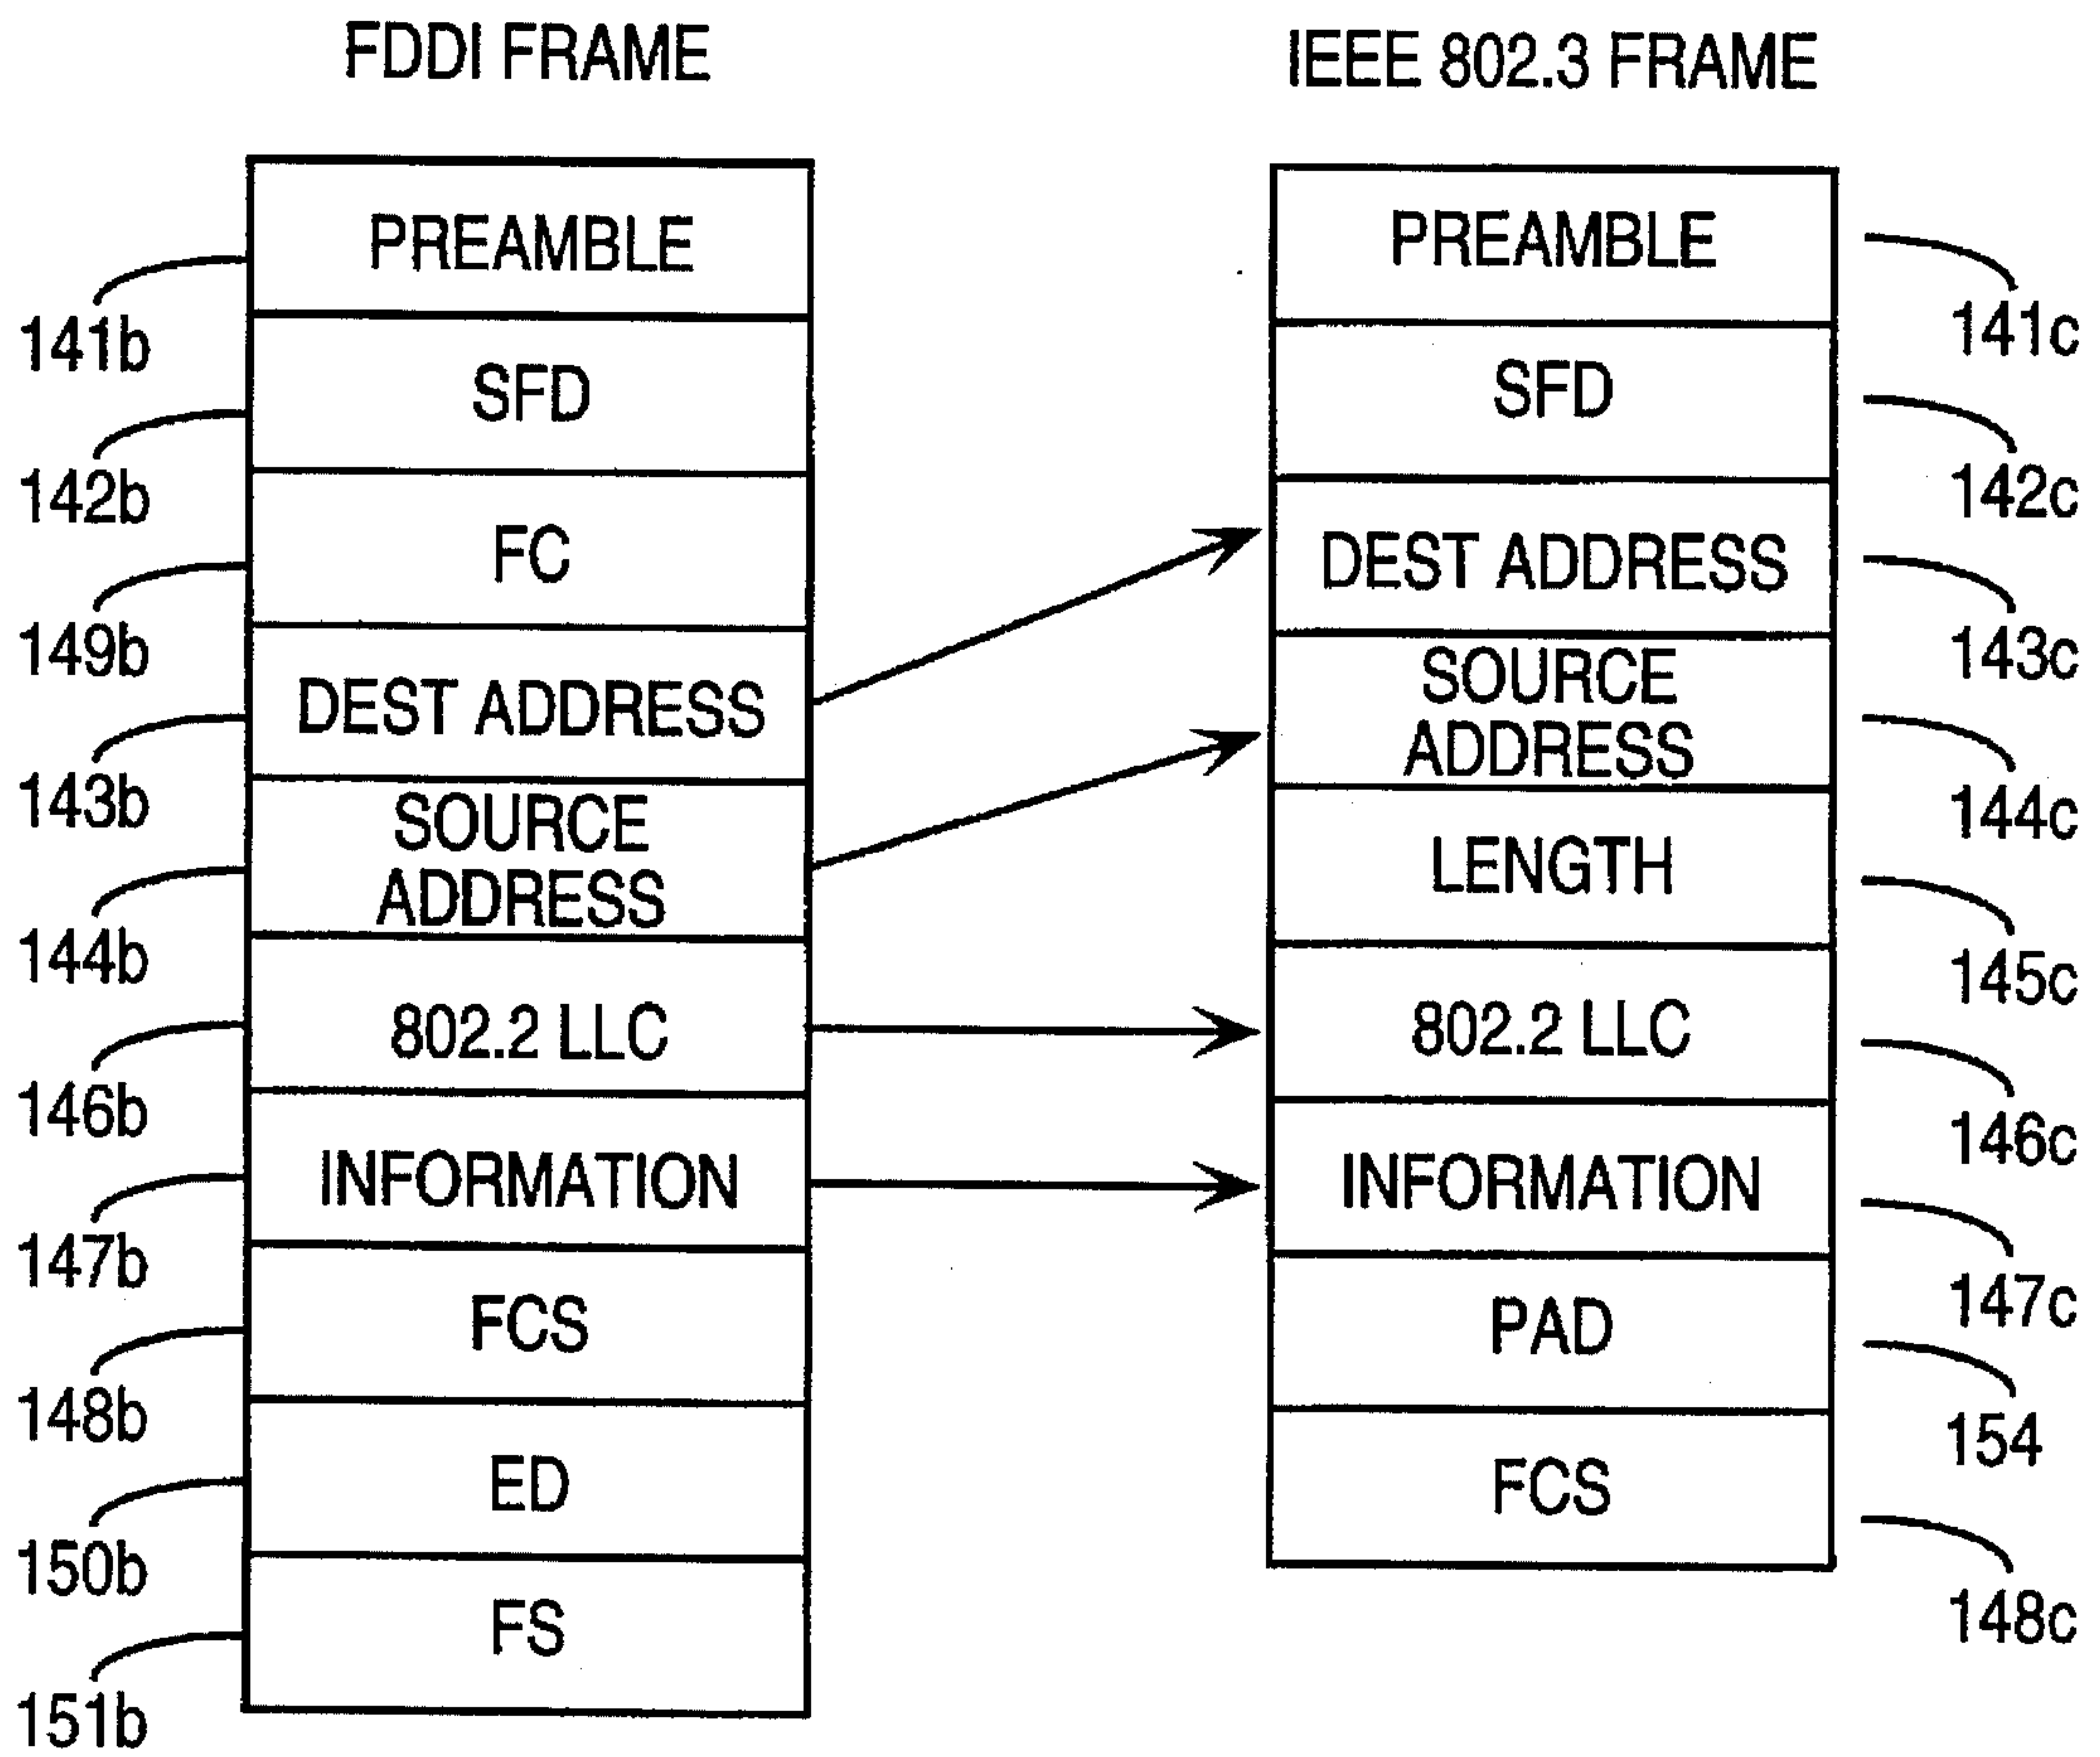 FDDI FRAME
PREAMBLE
SFD
FC
DEST ADDRESS
SOURCE
ADDRESS
802.2 LLC
INFORMATION
FCS
ED
FS
141b
142b
149b
143b
144b
146b
147b
148b
150b
151b
IEEE 802.3 FRAME
PREAMBLE
SFD
DEST ADDRESS
SOURCE
ADDRESS
LENGTH
802.2 LLC
INFORMATION
PAD
FCS
141c
142c
143c
144c
145c
146c
147c
154
148c